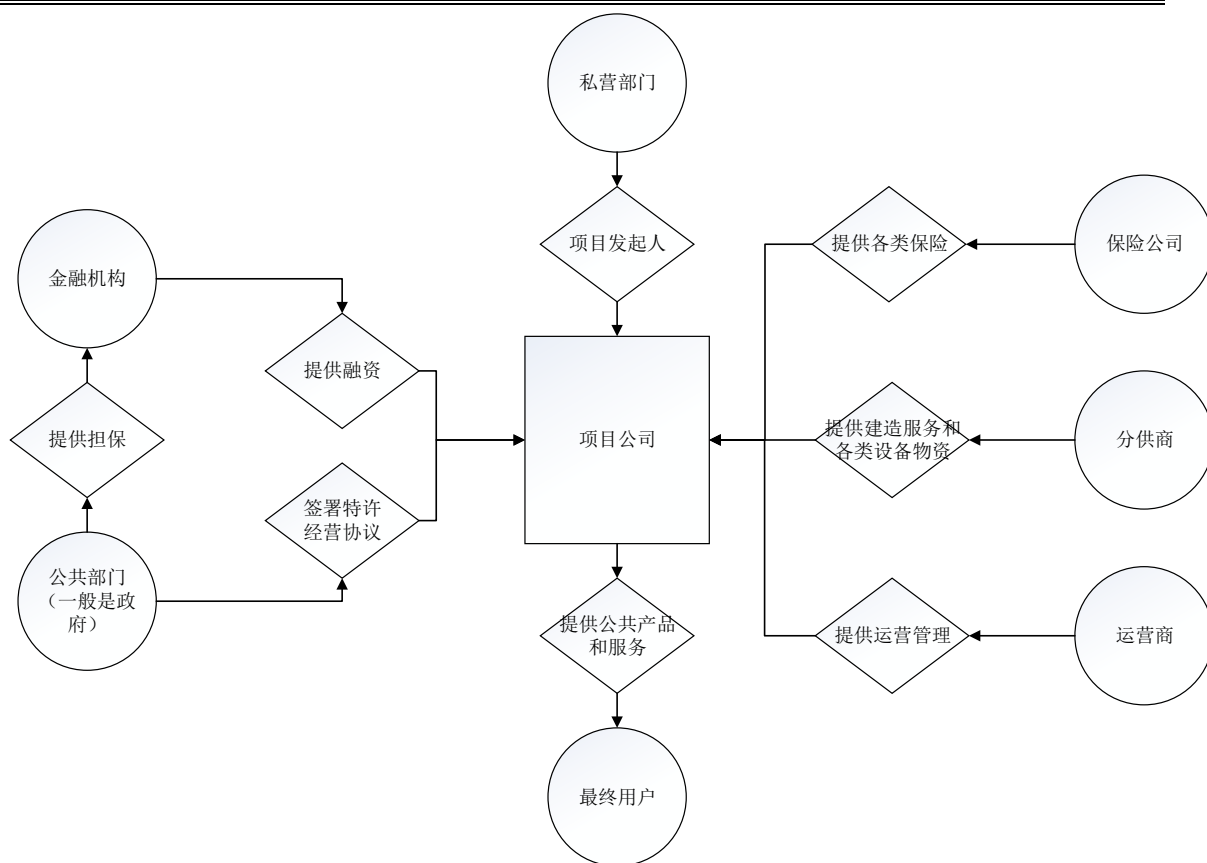 私营部门
项目发起人
提供各类保险
保险公司
金融机构
提供融资
提供担保
项目公司
提供建造服务和
各类设备物资
分供商
签署特许
经营协议
公共部门
（一般是政
府）
提供公共产品
和服务
提供运营管理
运营商
最终用户